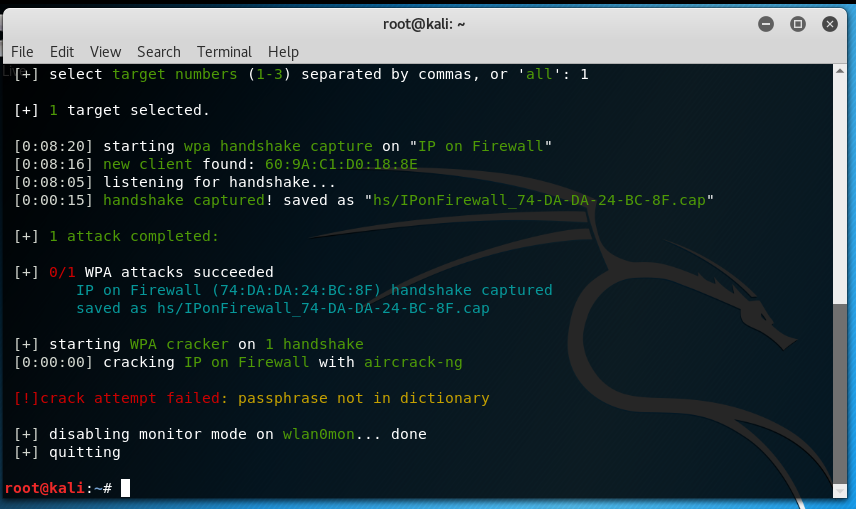 root@kali: ~
File Edit View Search Terminal Help
[+] select target numbers (1-3) separated by commas, or 'all': 1
[+] 1 target selected.
[0:08:20] starting wpa handshake capture on "IP on Firewall"
[0:08:16] new client found: 60:9A:C1:D0:18:8E
[0:08:05] listening for handshake...
[0:00:15] handshake captured! saved as "hs/IPonFirewall_74-DA-DA-24-BC-8F.cap"
[+] 1 attack completed:
[+] 0/1 WPA attacks succeeded
IP on Firewall (74:DA:DA:24:BC:8F) handshake captured
saved as hs/IPonFirewall_74-DA-DA-24-BC-8F.cap
[+] starting WPA cracker on 1 handshake
[0:00:00] cracking IP on Firewall with aircrack-ng
[!]crack attempt failed: passphrase not in dictionary
[+] disabling monitor mode on wlan0mon... done
[+] quitting
root@kali:~#